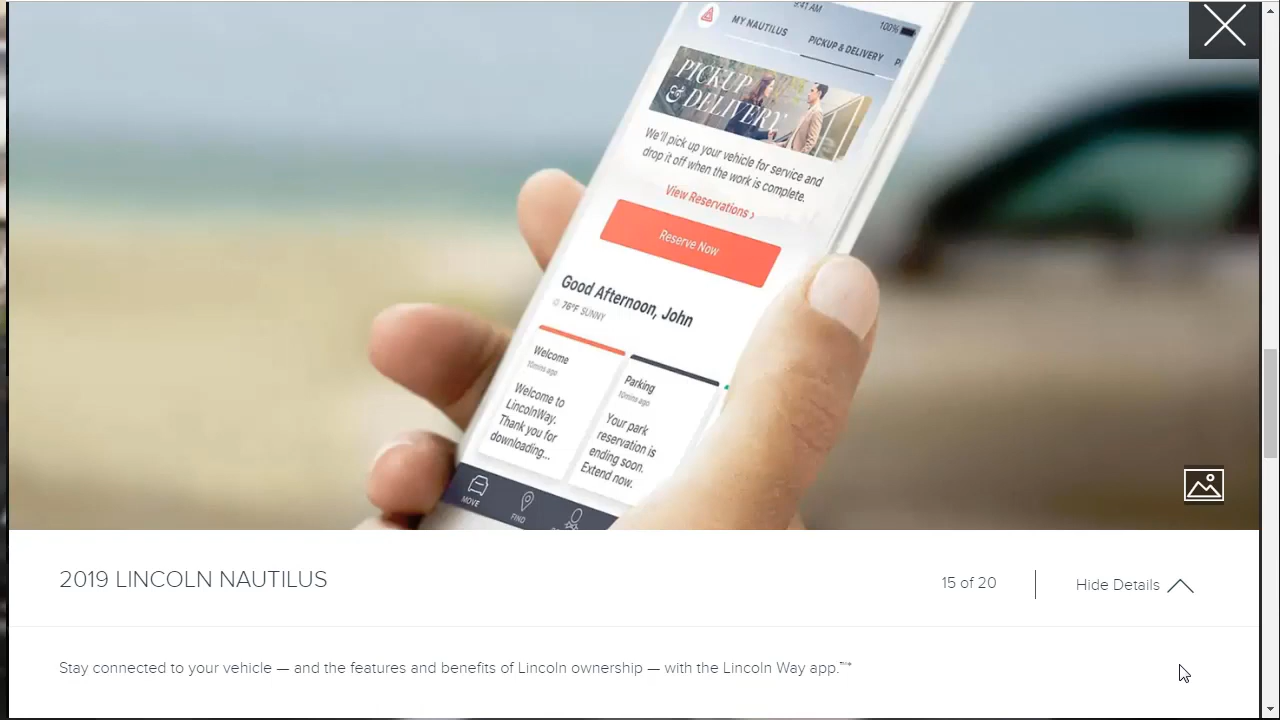 9:41 AM
100%
MY NAUTILUS
PICKUP & DELIVERY
PICKUP
& DELIVERY
We'll pick up your vehicle for service and
drop it off when the work is complete.
View Reservations ›
Reserve Now
Good Afternoon, John
76°F SUNNY
Welcome
10mins ago
Welcome to
LincolnWay.
Thank you for
downloading...
Parking
10mins ago
Your park
reservation is
ending soon.
Extend now.
MOVE
FIND
2019 LINCOLN NAUTILUS
15 of 20
Hide Details
Stay connected to your vehicle — and the features and benefits of Lincoln ownership — with the Lincoln Way app.™*